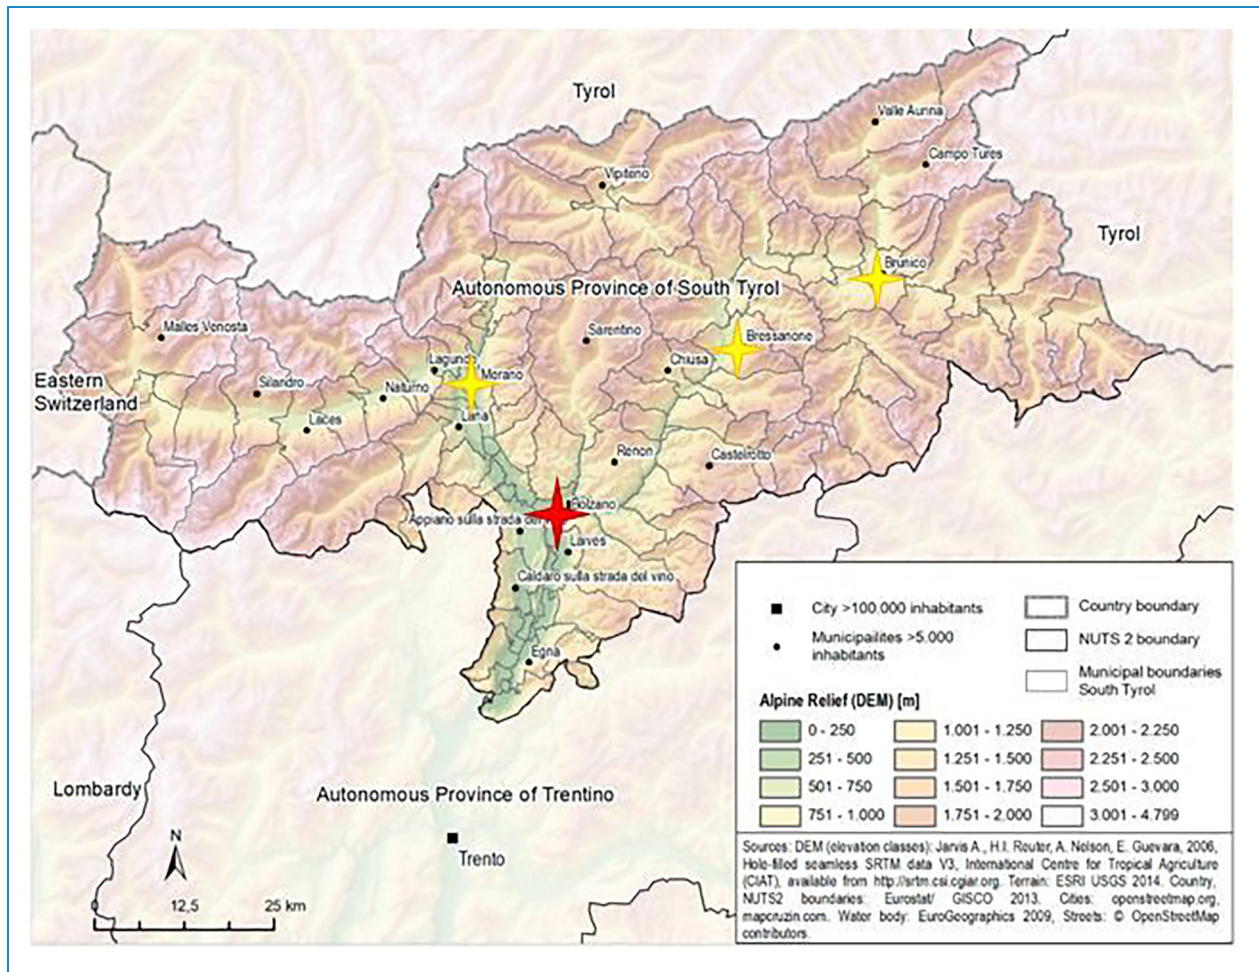 Tyrol
Valle Aurina
Campo Tures
Vipiteno
Tyrol
Brunico
Autonomous Province of South Tyrol
Malles Venosta
Sarentino
Bressanone
Lagundo
Chiusa
Morano
Eastern
Switzerland
Silandro
Naturno
Laces
Lana
Renon
Castelrotto
Bolzano
Appiano sulla strada del
Laives
Caldaro sulla strada del vino
Egna
City >100.000 inhabitants
Municipailites >5.000
inhabitants
Country boundary
NUTS 2 boundary
Municipal boundaries
South Tyrol
Alpine Relief (DEM) [m]
0 - 250
1.001 - 1.250
2.001 - 2.250
251 - 500
1.251 - 1.500
2.251 - 2.500
501 - 750
1.501 - 1.750
2.501 - 3.000
751 - 1.000
1.751 - 2.000
3.001 - 4.799
Lombardy
Autonomous Province of Trentino
Trento
N
0 12,5 25 km
Sources: DEM (elevation classes): Jarvis A., H.I. Reuter, A. Nelson, E. Guevara, 2006,
Hole-filled seamless SRTM data V3, International Centre for Tropical Agriculture
(CIAT), available from http://srtm.csi.cgiar.org. Terrain: ESRI USGS 2014. Country,
NUTS2 boundaries: Eurostat/ GISCO 2013. Cities: openstreetmap.org,
mapcruzin.com. Water body: EuroGeographics 2009, Streets: © OpenStreetMap
contributors.